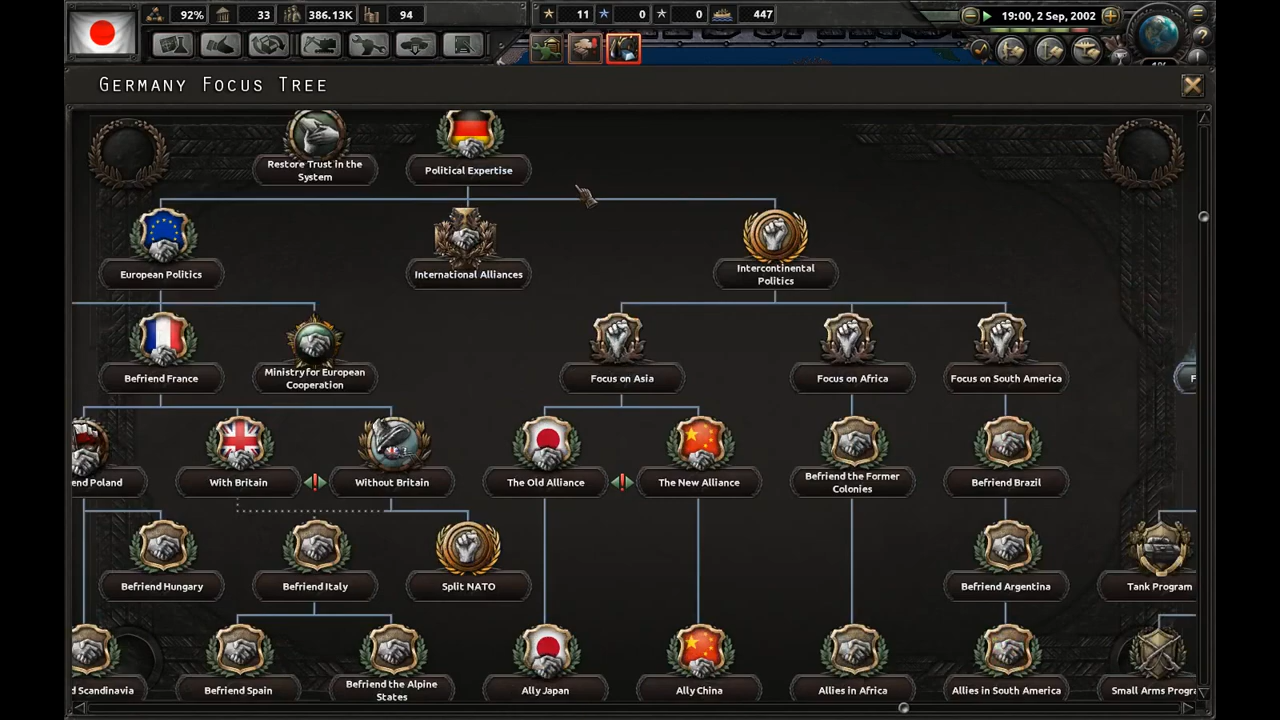 92%
33
386.13K
94
11
0
0
447
19:00, 2 Sep, 2002
Germany Focus Tree
Restore Trust in the
System
Political Expertise
European Politics
International Alliances
Intercontinental
Politics
Befriend France
Ministry for European
Cooperation
Focus on Asia
Focus on Africa
Focus on South America
end Poland
With Britain
Without Britain
The Old Alliance
The New Alliance
Befriend the Former
Colonies
Befriend Brazil
Befriend Hungary
Befriend Italy
Split NATO
Befriend Argentina
Tank Program
d Scandinavia
Befriend Spain
Befriend the Alpine
States
Ally Japan
Ally China
Allies in Africa
Allies in South America
Small Arms Progra